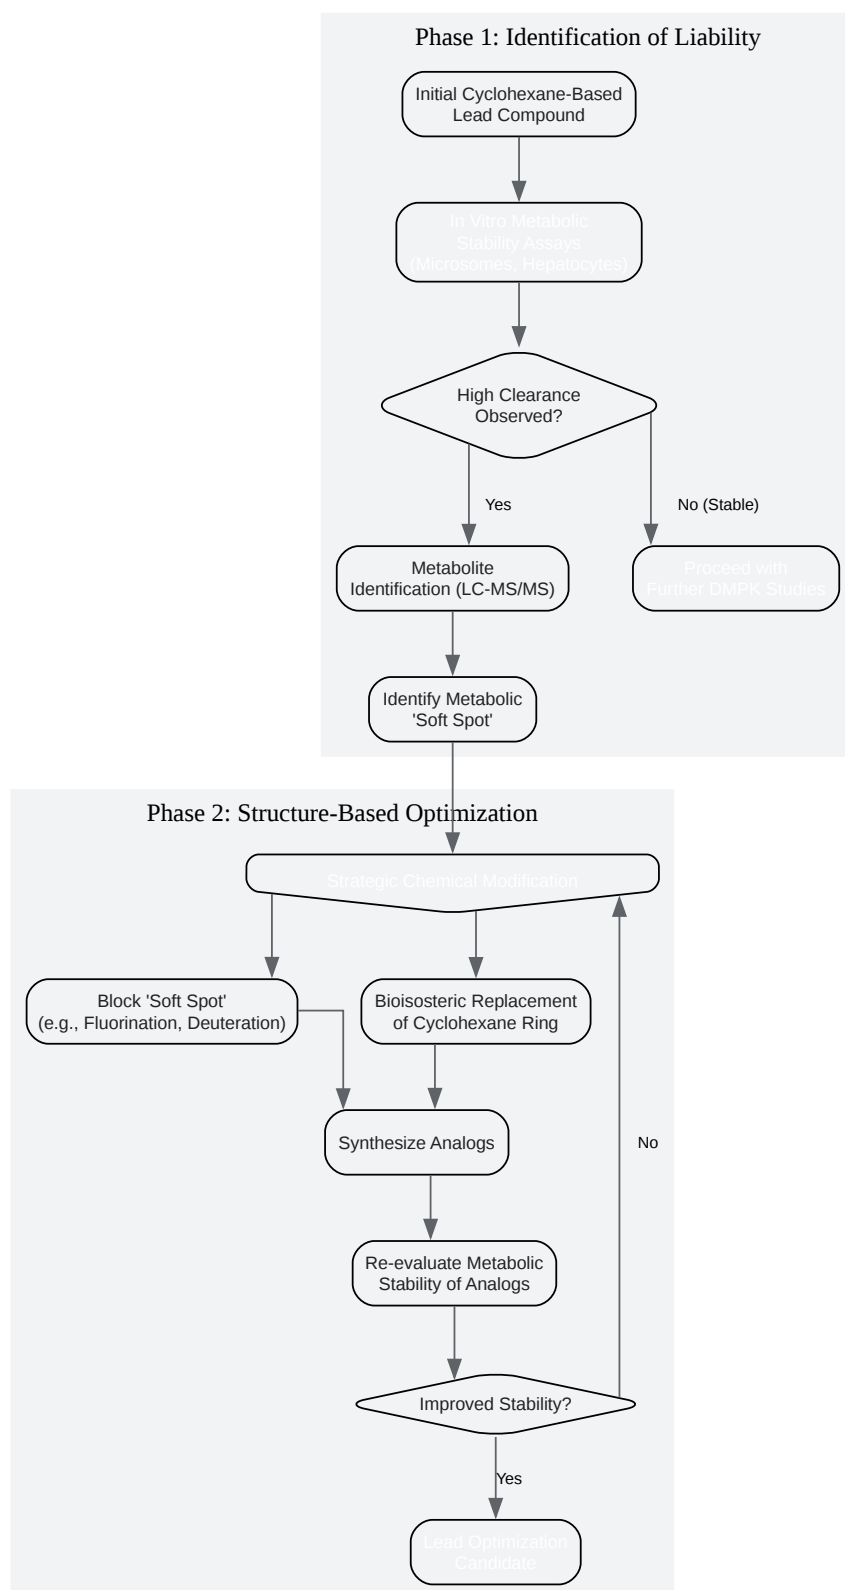 Phase 1: Identification of Liability
Initial Cyclohexane-Based
Lead Compound
In Vitro Metabolic
Stability Assays
(Microsomes, Hepatocytes)
High Clearance
Observed?
Yes
No (Stable)
Metabolite
Identification (LC-MS/MS)
Proceed with
Further DMPK Studies
Identify Metabolic
'Soft Spot'
Phase 2: Structure-Based Optimization
Strategic Chemical Modification
Block 'Soft Spot'
(e.g., Fluorination, Deuteration)
Bioisosteric Replacement
of Cyclohexane Ring
Synthesize Analogs
No
Re-evaluate Metabolic
Stability of Analogs
Improved Stability?
Yes
Lead Optimization
Candidate